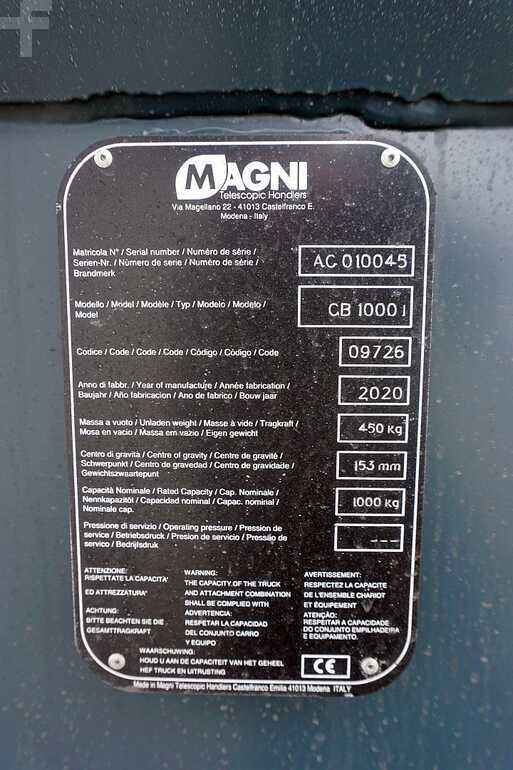 MAGNI
Telescopic Handlers
Via Magellano 22 - 41013 Castelfranco E.
Modena - Italy
Matricola N° / Serial number / Numéro de série /
Serien-Nr. / Número de serie / Numéro de série /
Brandmerk
AC 010045
Modello / Model / Modèle / Typ / Modelo / Modelo /
Model
CB 1000 I
Codice / Code / Code / Code / Código / Código / Code
09726
Anno di fabbr. / Year of manufacture / Année fabrication /
Baujahr / Año fabricacion / Ano de fabrico / Bouw jaar
2020
Massa a vuoto / Unladen weight / Masse à vide / Tragkraft /
Mosa en vacio / Massa em vazio / Eigen gewicht
450 kg
Centro di gravità / Centre of gravity / Centre de gravité /
Schwerpunkt / Centro de gravedad / Centro de gravidade /
Gewichtszwaartepunt
153 mm
Capacità Nominale / Rated Capacity / Cap. Nominale /
Nennkapazitöt / Capacidad nominal / Capac. nominal /
Nominale cap.
1000 kg
Pressione di servizio / Operating pressure / Pression de
service / Betriebsdruck / Presion de servicio / Pressão de
servico / Bedrijfsdruk
---
ATTENZIONE:
RISPETTATE LA CAPACITA'
ED ATTREZZATURA'
ACHTUNG:
BITTE BEACHTEN SIE DIE
GESAMTTRAGKRAFT
WARNING:
THE CAPACITY OF THE TRUCK
AND ATTACHMENT COMBINATION
SHALL BE COMPLIED WITH
ADVERTENCIA:
RESPETAR LA CAPACIDAD
DEL CONJUNTO CARRO
Y EQUIPO
AVERTISSEMENT:
RESPECTEZ LA CAPACITE
DE L'ENSEMBLE CHARIOT
ET ÉQUIPEMENT
ATENÇÃO:
RESPEITAR A CAPACIDADE
DO CONJUNTO EMPILHADEIRA
E EQUIPAMENTO.
WAARSCHUWING:
HOUD U AAN DE CAPACITEIT VAN HET GEHEEL
HEF TRUCK EN UITRUSTING
CE
Made in Magni Telescopic Handlers Castelfranco Emilia 41013 Modena ITALY